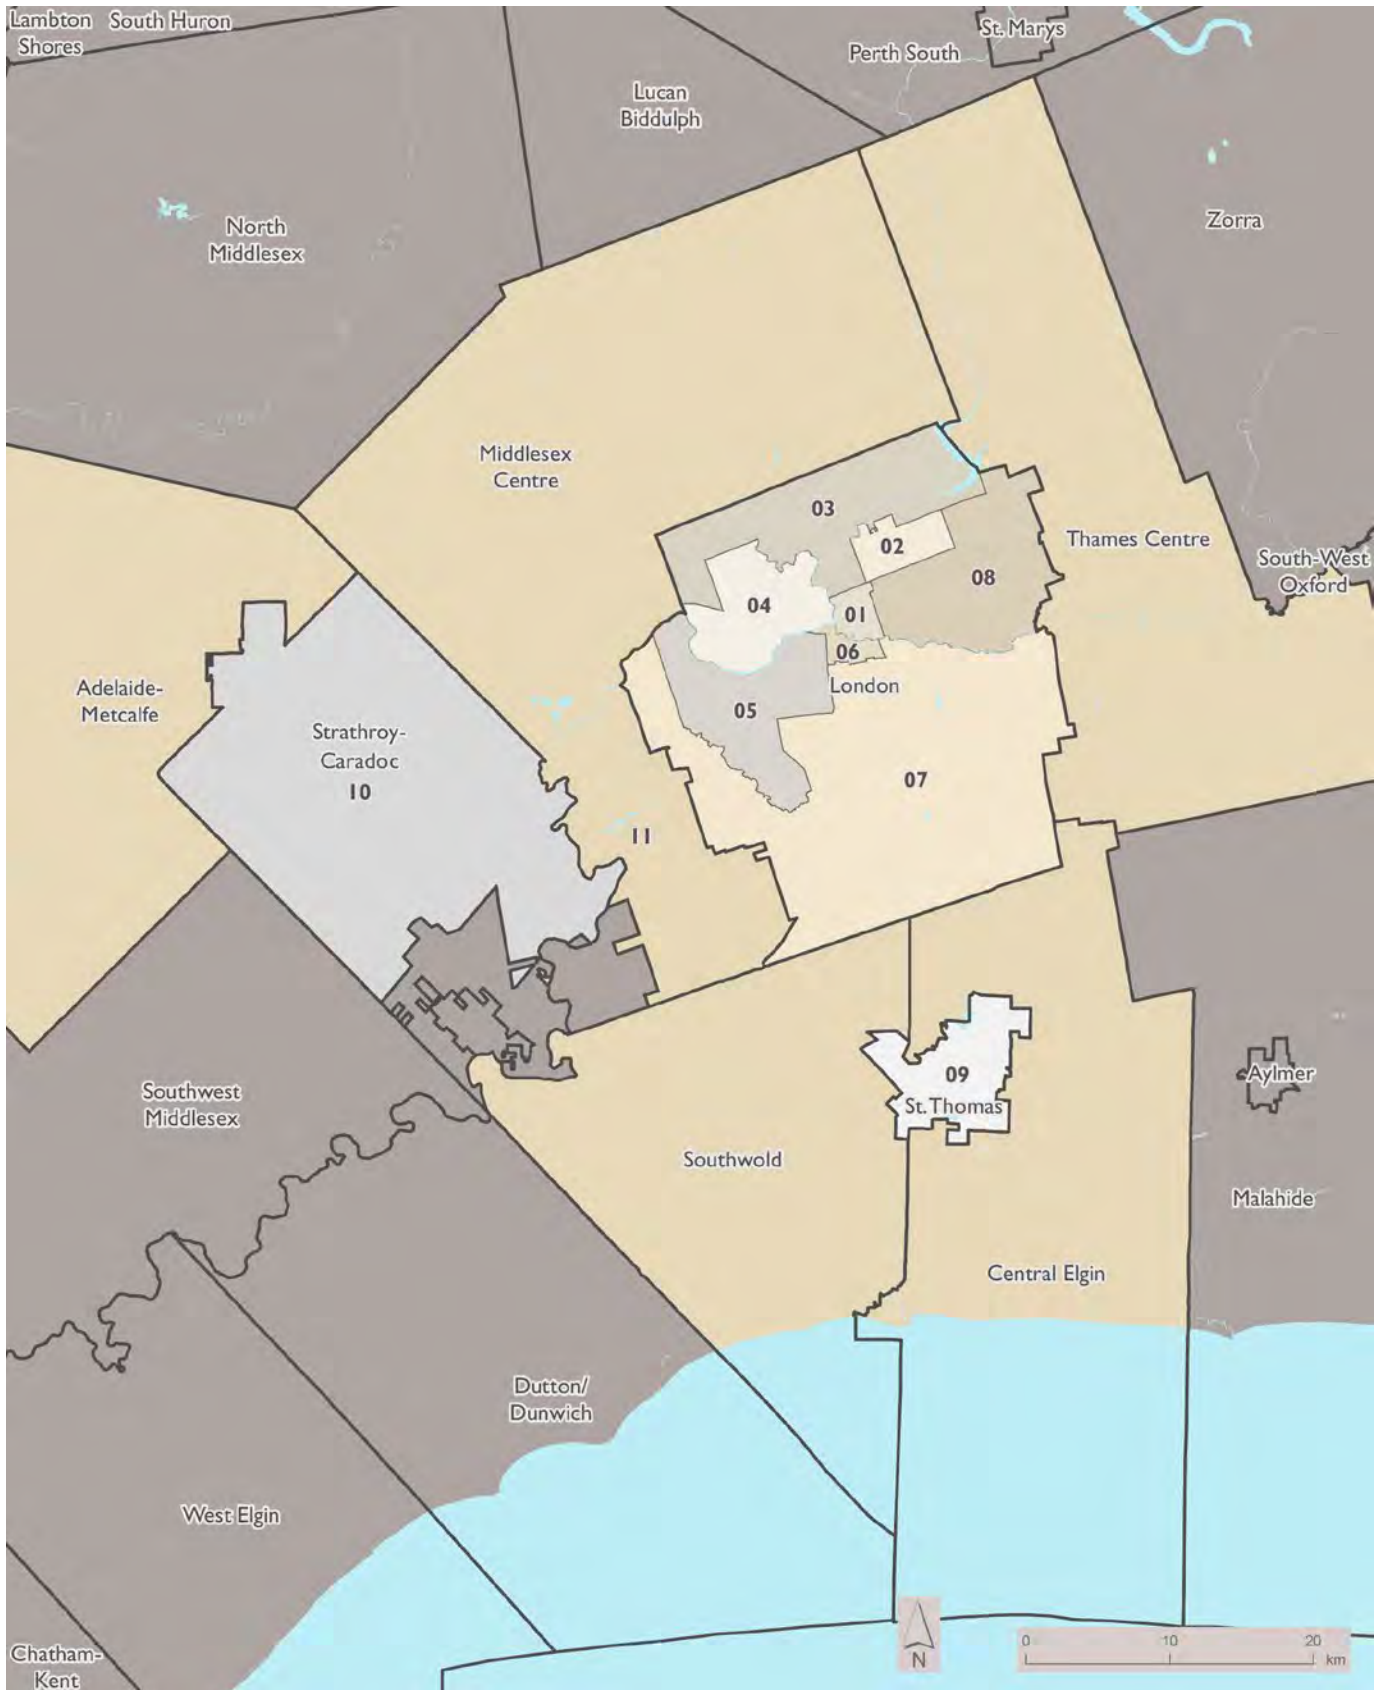 Lambton
Shores
South Huron
St. Marys
Perth South
Lucan
Biddulph
North
Middlesex
Zorra
Middlesex
Centre
03
02
Thames Centre
08
South-West
Oxford
04
01
06
London
Adelaide-
Metcalfe
05
Strathroy-
Caradoc
10
07
11
09
St. Thomas
Aylmer
Southwest
Middlesex
Southwold
Malahide
Central Elgin
Dutton/
Dunwich
West Elgin
Chatham-
Kent
N
0 10 20
km